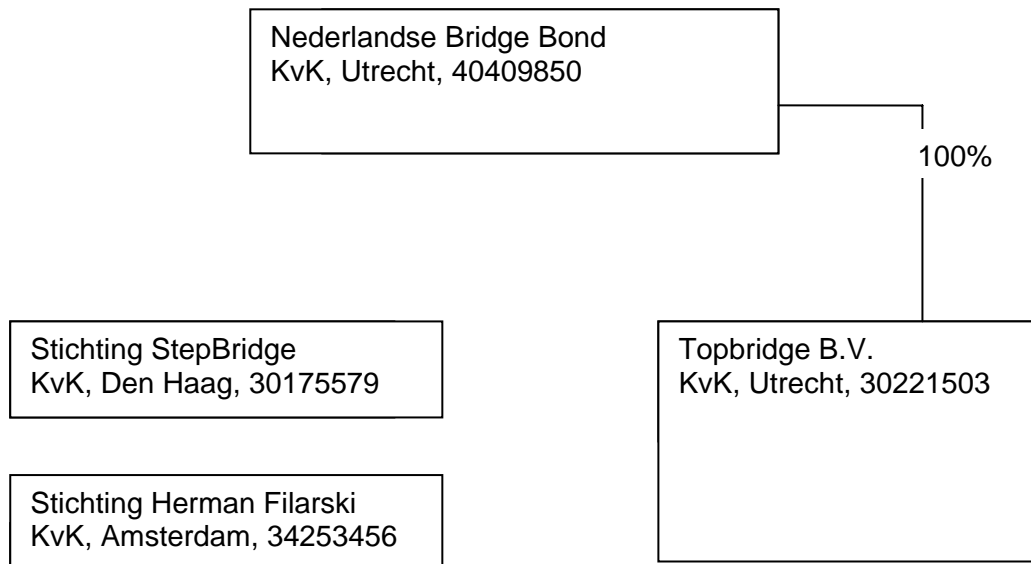 Nederlandse Bridge Bond
KvK, Utrecht, 40409850
100%
Stichting StepBridge
KvK, Den Haag, 30175579
Topbridge B.V.
KvK, Utrecht, 30221503
Stichting Herman Filarski
KvK, Amsterdam, 34253456